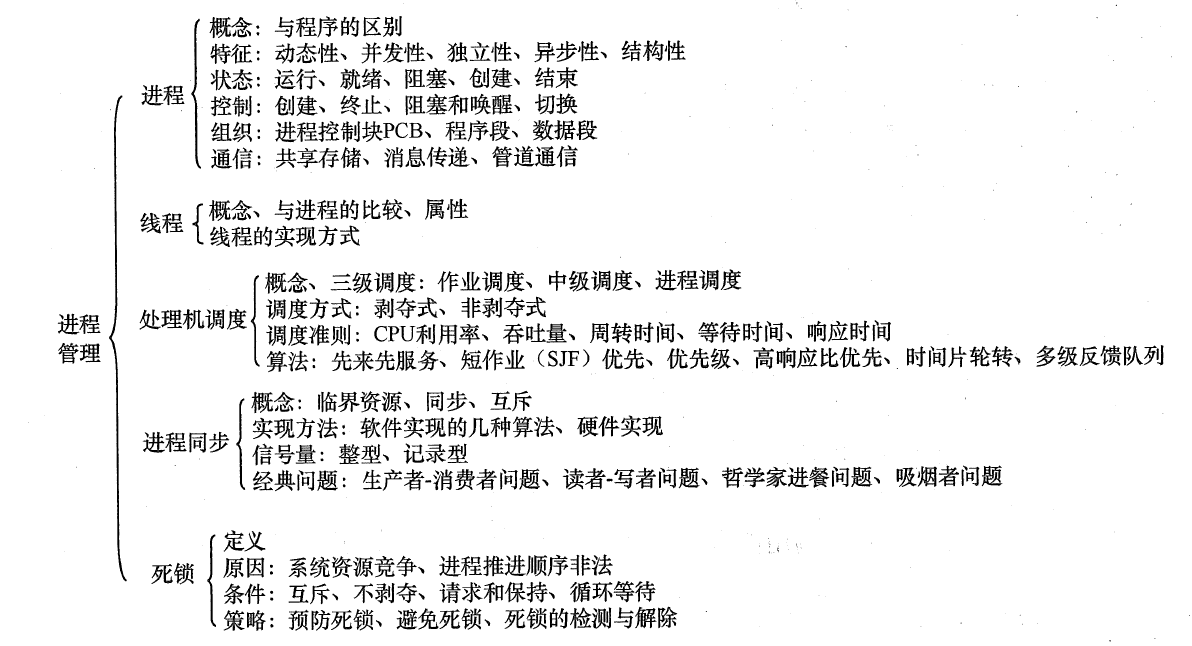 概念：与程序的区别
特征：动态性、并发性、独立性、异步性、结构性
状态：运行、就绪、阻塞、创建、结束
进程
控制：创建、终止、阻塞和唤醒、切换
组织：进程控制块PCB、程序段、数据段
通信：共享存储、消息传递、管道通信
概念、与进程的比较、属性
线程
线程的实现方式
概念、三级调度：作业调度、中级调度、进程调度
调度方式：剥夺式、非剥夺式
处理机调度
调度准则：CPU利用率、吞吐量、周转时间、等待时间、响应时间
算法：先来先服务、短作业（SJF）优先、优先级、高响应比优先、时间片轮转、多级反馈队列
进程
管理
概念：临界资源、同步、互斥
实现方法：软件实现的几种算法、硬件实现
进程同步
信号量：整型、记录型
经典问题：生产者-消费者问题、读者-写者问题、哲学家进餐问题、吸烟者问题
定义
原因：系统资源竞争、进程推进顺序非法
死锁
条件：互斥、不剥夺、请求和保持、循环等待
策略：预防死锁、避免死锁、死锁的检测与解除